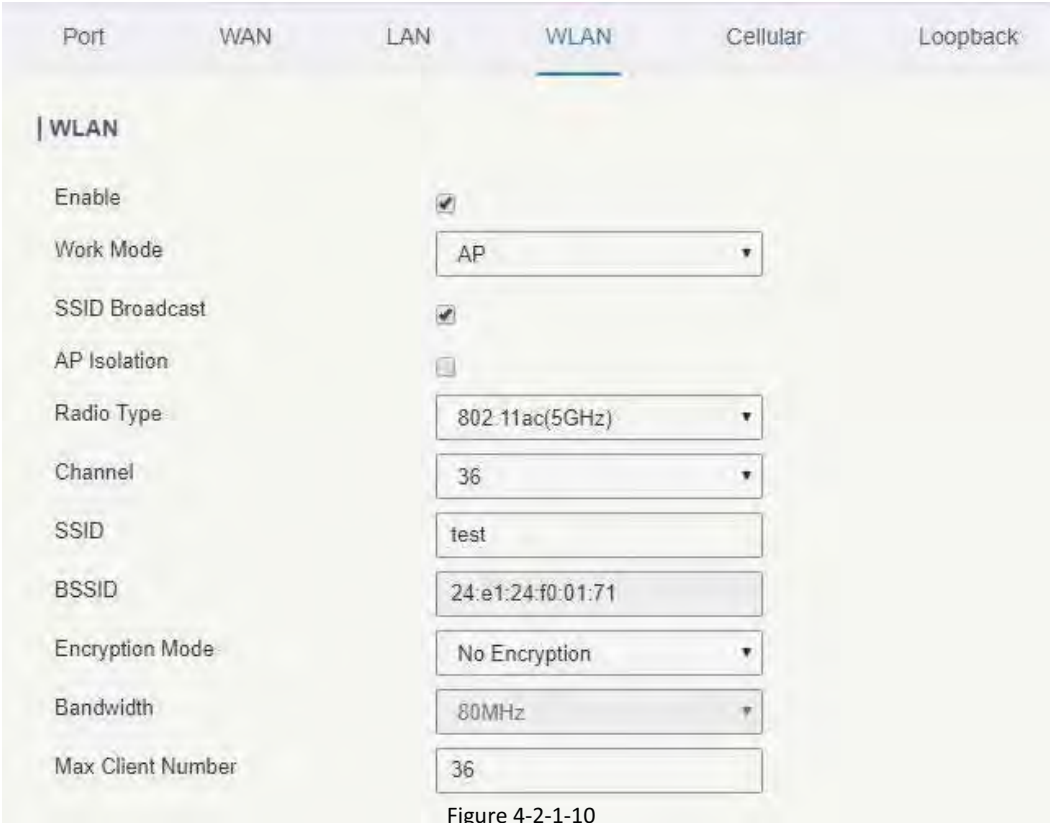 Port WAN LAN WLAN Cellular Loopback
WLAN
Enable
Work Mode AP
SSID Broadcast
AP Isolation
Radio Type 802.11ac(5GHz)
Channel 36
SSID test
BSSID 24:e1:24:f0:01:71
Encryption Mode No Encryption
Bandwidth 80MHz
Max Client Number 36
Figure 4-2-1-10